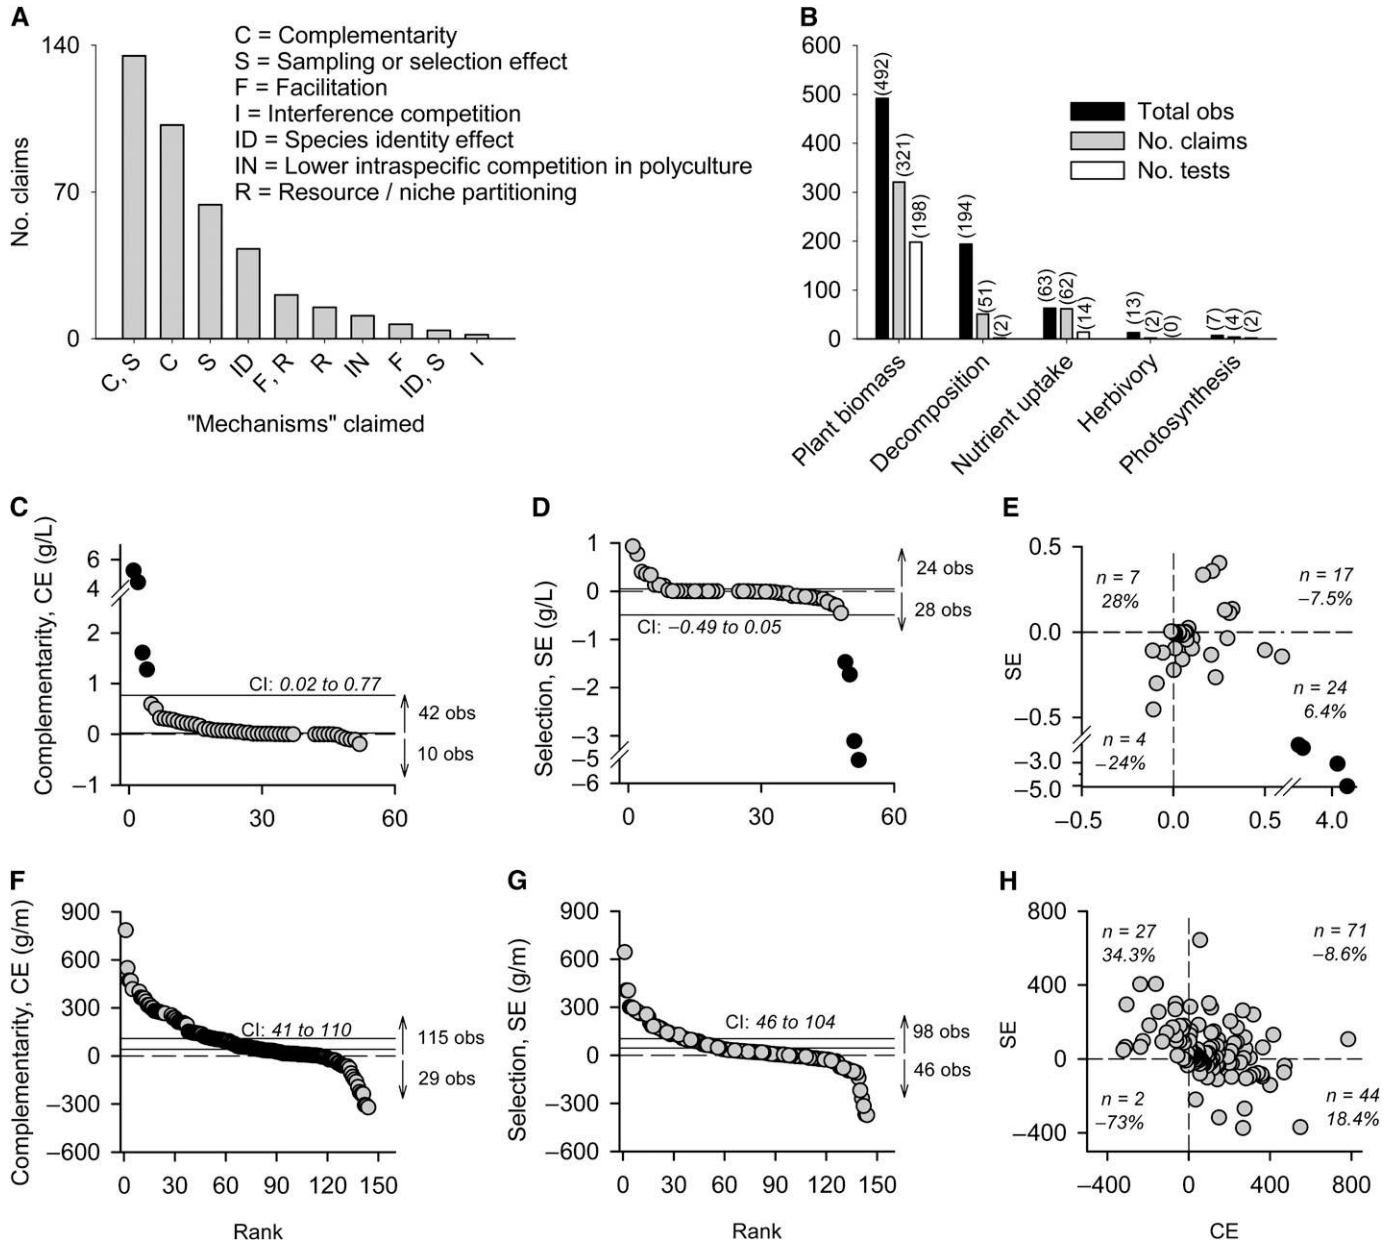 A
C = Complementarity
S = Sampling or selection effect
F = Facilitation
I = Interference competition
ID = Species identity effect
IN = Lower intraspecific competition in polyculture
R = Resource / niche partitioning
140
70
0
No. claims
C, S
C
S
ID
F, R
R
IN
F
ID, S
I
"Mechanisms" claimed
B
600
500
400
300
200
100
0
(492)
(321)
(198)
(194)
(51)
(2)
(63)
(62)
(14)
(13)
(2)
(0)
(7)
(4)
(2)
Total obs
No. claims
No. tests
Plant biomass
Decomposition
Nutrient uptake
Herbivory
Photosynthesis
C
Complementarity, CE (g/L)
6
4
2
1
0
−1
CI: 0.02 to 0.77
42 obs
10 obs
0
30
60
D
Selection, SE (g/L)
1
0
−1
−2
−3
−5
−6
CI: −0.49 to 0.05
24 obs
28 obs
0
30
60
E
SE
SE
0.5
0.0
−0.5
−3.0
−5.0
n = 7
28%
n = 17
−7.5%
n = 24
6.4%
n = 4
−24%
−0.5
0.0
0.5
4.0
F
Complementarity, CE (g/m)
900
600
300
0
−300
−600
CI: 41 to 110
115 obs
29 obs
0
30
60
90
120
150
Rank
G
Selection, SE (g/m)
900
600
300
0
−300
−600
CI: 46 to 104
98 obs
46 obs
0
30
60
90
120
150
Rank
H
SE
800
400
0
−400
n = 27
34.3%
n = 71
−8.6%
n = 2
−73%
n = 44
18.4%
−400
0
400
800
CE